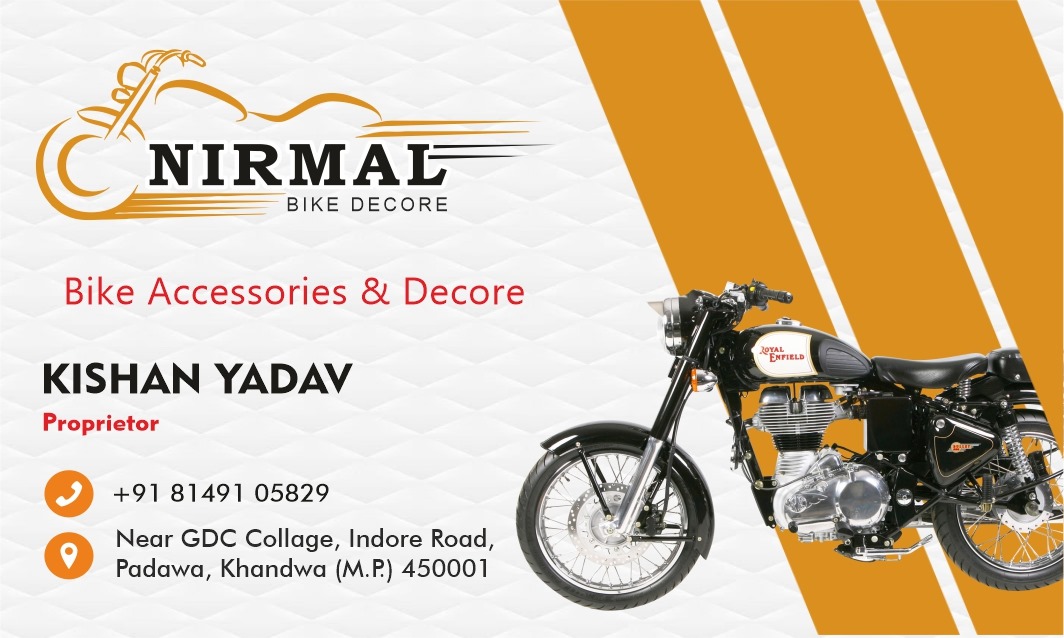 NIRMAL
BIKE DECORE
Bike Accessories & Decore
KISHAN YADAV
Proprietor
+91 81491 05829
Near GDC Collage, Indore Road,
Padawa, Khandwa (M.P.) 450001
ROYAL
ENFIELD